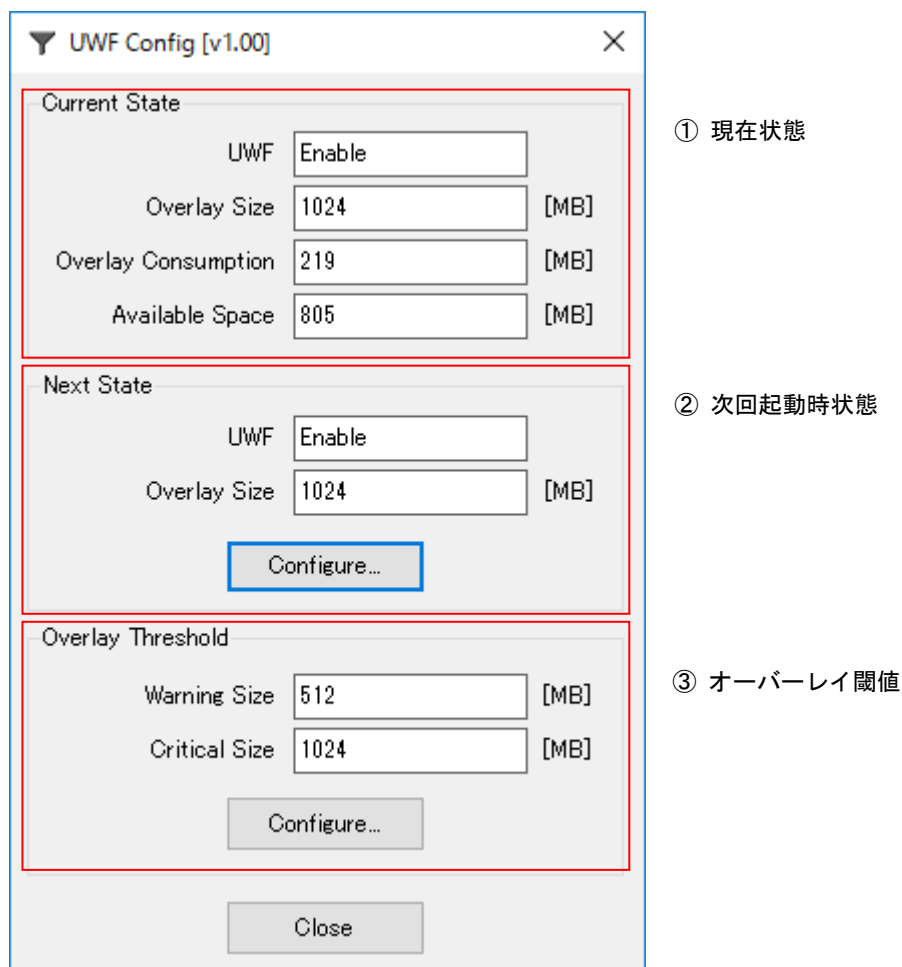 UWF Config [v1.00]
Current State
① 現在状態
UWF Enable
Overlay Size 1024 [MB]
Overlay Consumption 219 [MB]
Available Space 805 [MB]
Next State
② 次回起動時状態
UWF Enable
Overlay Size 1024 [MB]
Configure...
Overlay Threshold
③ オーバーレイ閾値
Warning Size 512 [MB]
Critical Size 1024 [MB]
Configure...
Close